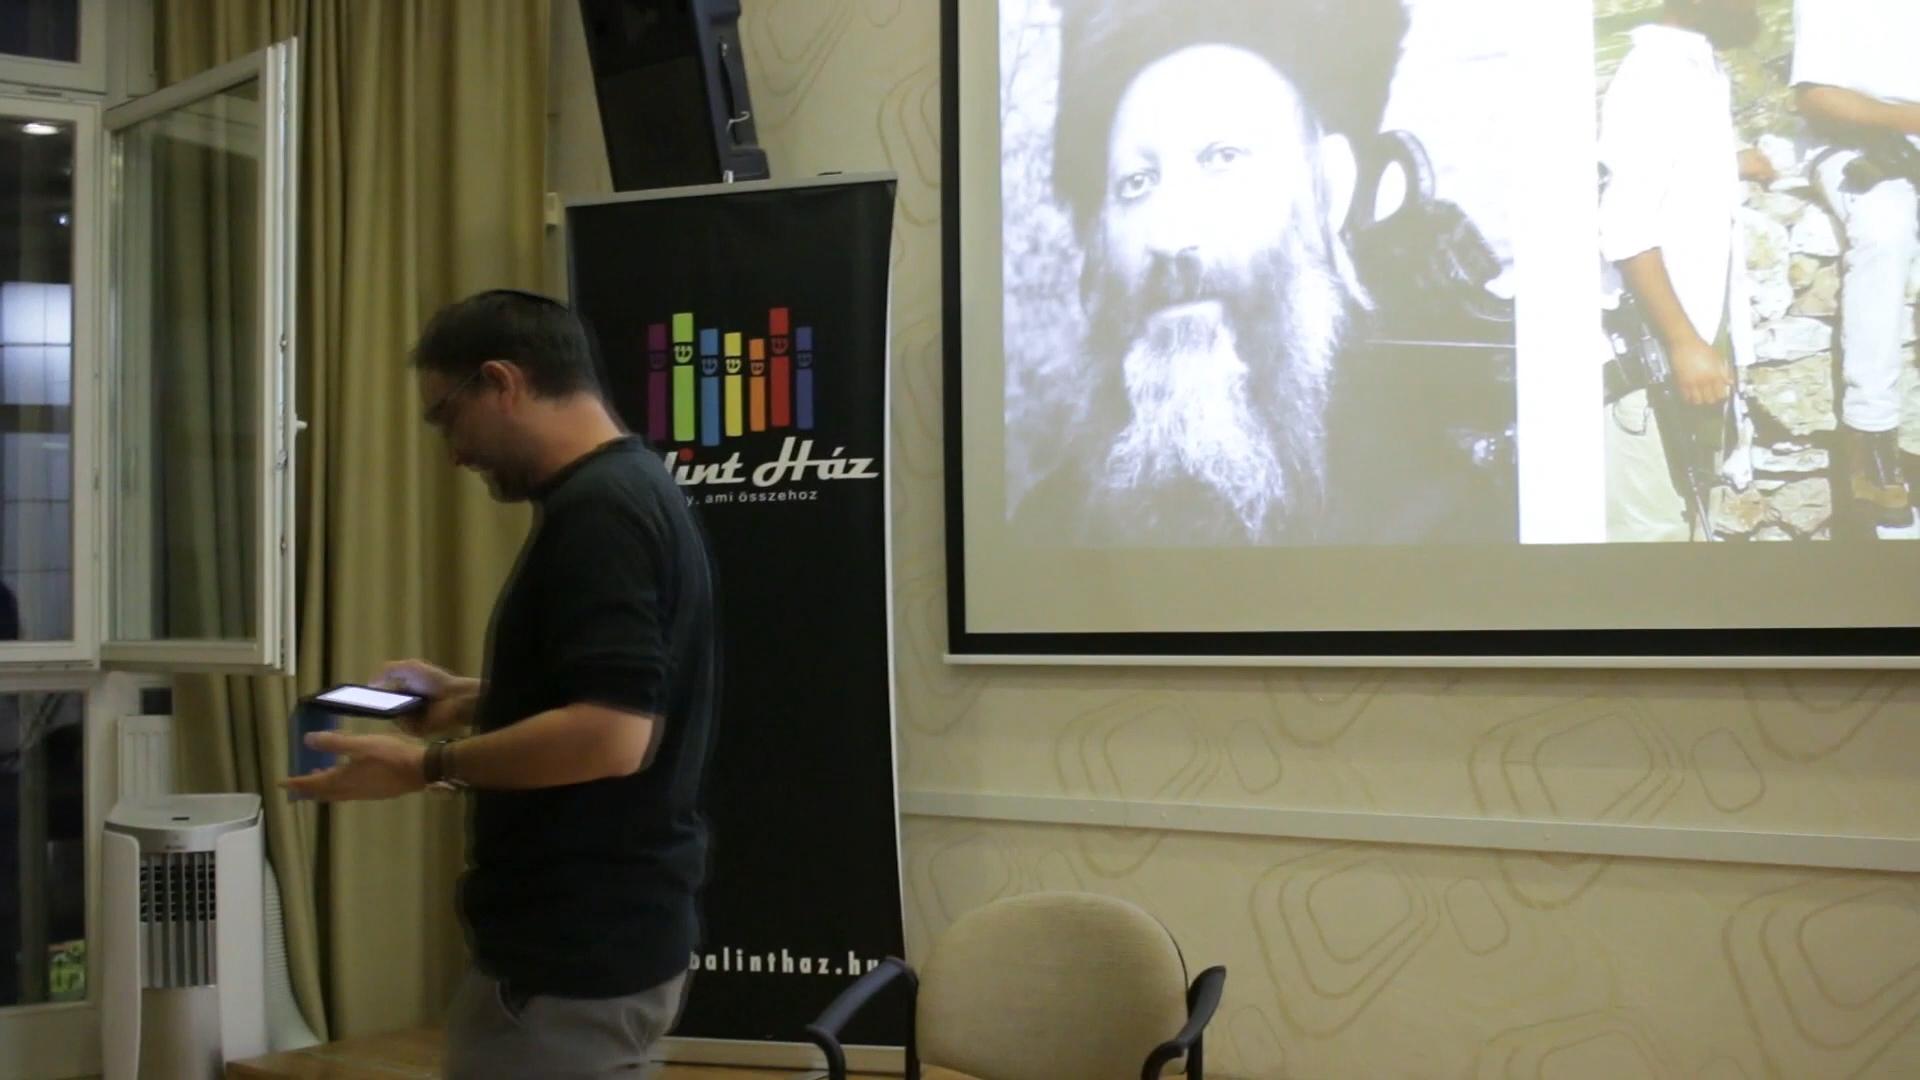 ש ש ש ש ש ש ש
lint Ház
y, ami összehoz
balinthaz.hu